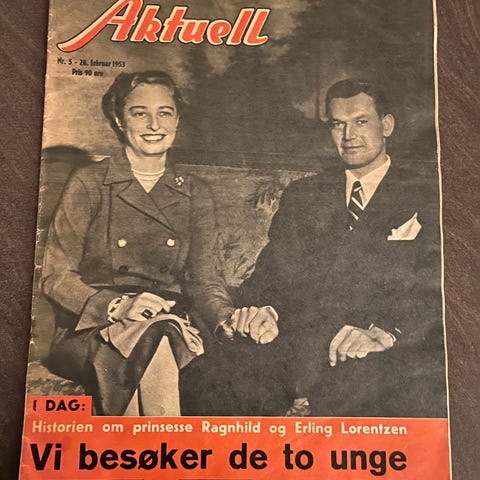 Aktuell
Nr. 5 - 28. februar 1953
Pris 90 øre
I DAG:
Historien om prinsesse Ragnhild og Erling Lorentzen
Vi besøker de to unge